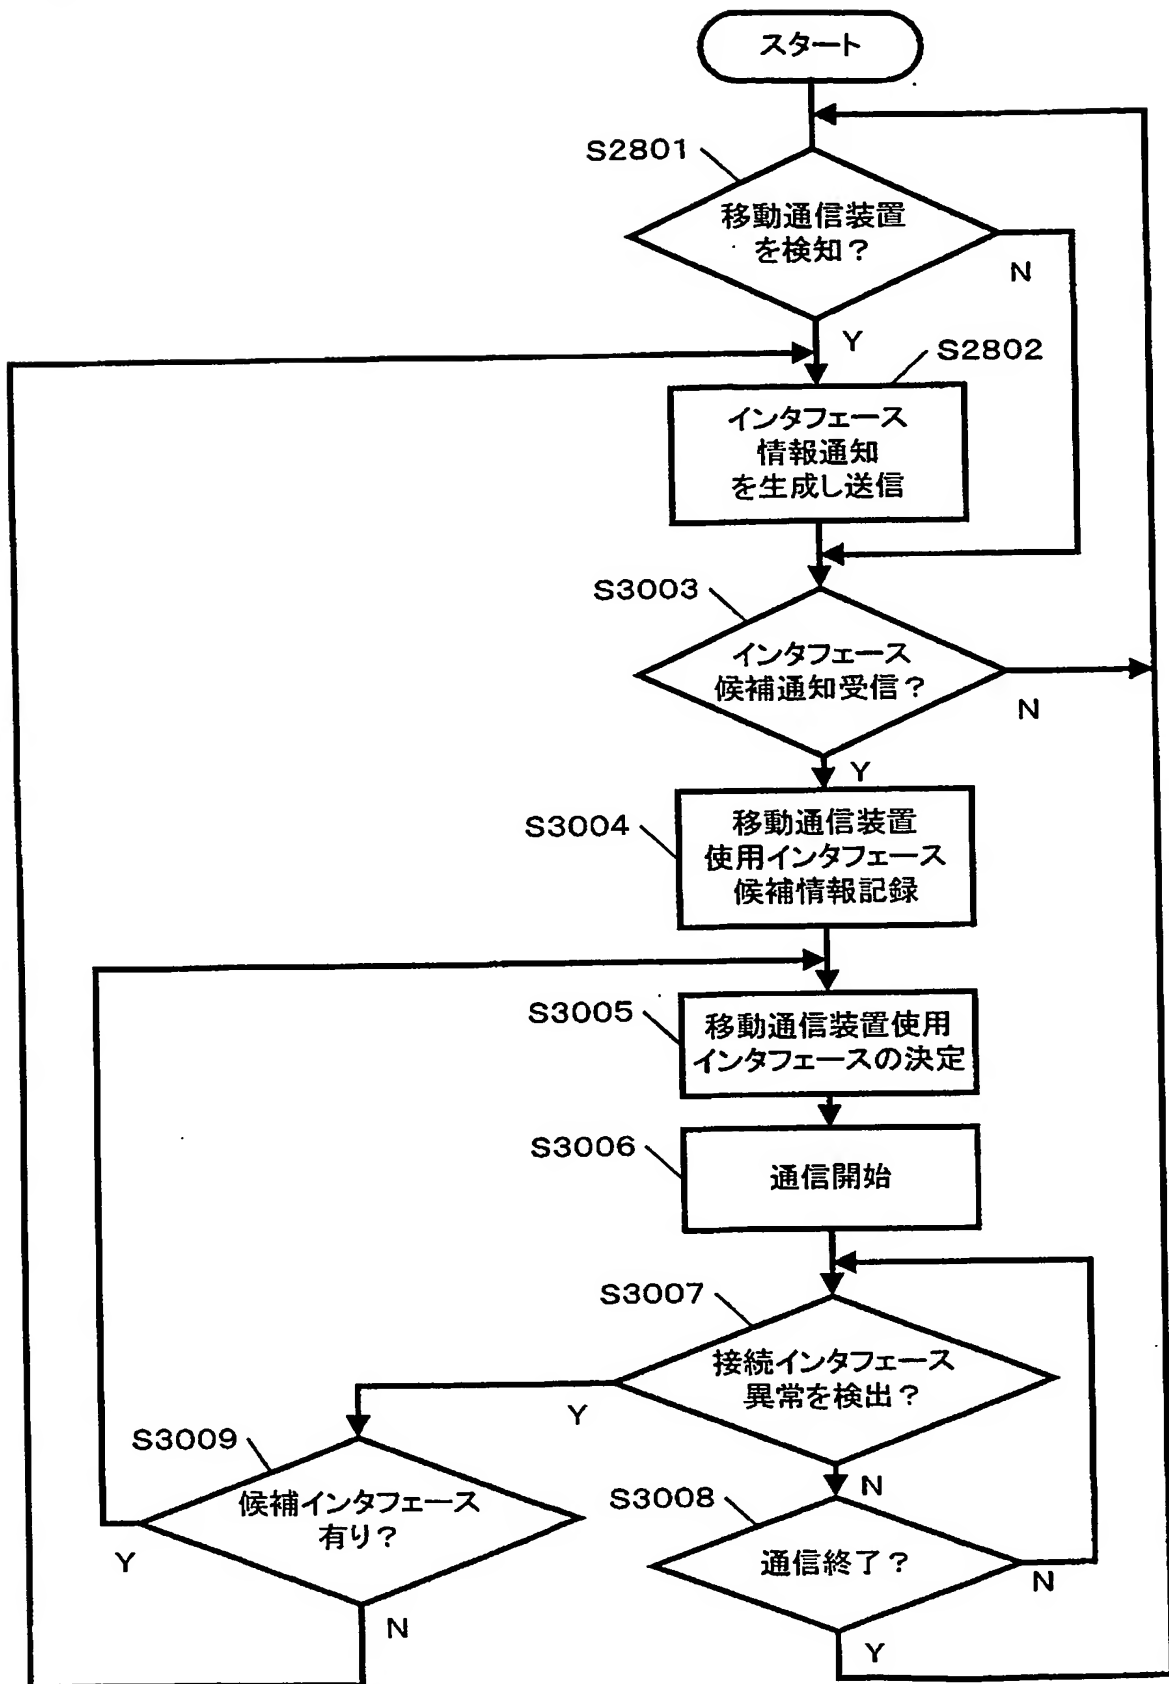 スタート
S2801
移動通信装置
を検知？
N
Y
S2802
インタフェース
情報通知
を生成し送信
S3003
インタフェース
候補通知受信？
N
Y
S3004
移動通信装置
使用インタフェース
候補情報記録
S3005
移動通信装置使用
インタフェースの決定
S3006
通信開始
S3007
接続インタフェース
異常を検出？
Y
N
S3009
候補インタフェース
有り？
Y
N
S3008
通信終了？
N
Y